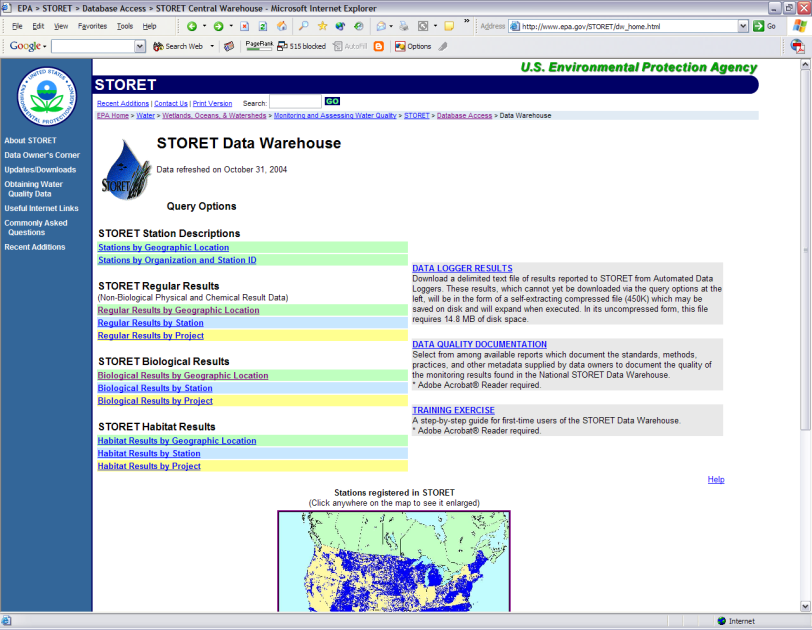 EPA > STORET > Database Access > STORET Central Warehouse - Microsoft Internet Explorer
File Edit View Favorites Tools Help
Address http://www.epa.gov/STORET/dw_home.html Go
Google Search Web PageRank 515 blocked AutoFill Options
U.S. Environmental Protection Agency
STORET
Recent Additions | Contact Us | Print Version Search: GO
EPA Home > Water > Wetlands, Oceans, & Watersheds > Monitoring and Assessing Water Quality > STORET > Database Access > Data Warehouse
UNITED STATES
ENVIRONMENTAL PROTECTION AGENCY
About STORET
Data Owner's Corner
Updates/Downloads
Obtaining Water
Quality Data
Useful Internet Links
Commonly Asked
Questions
Recent Additions
STORET
STORET Data Warehouse
Data refreshed on October 31, 2004
Query Options
STORET Station Descriptions
Stations by Geographic Location
Stations by Organization and Station ID
STORET Regular Results
(Non-Biological Physical and Chemical Result Data)
Regular Results by Geographic Location
Regular Results by Station
Regular Results by Project
STORET Biological Results
Biological Results by Geographic Location
Biological Results by Station
Biological Results by Project
STORET Habitat Results
Habitat Results by Geographic Location
Habitat Results by Station
Habitat Results by Project
DATA LOGGER RESULTS
Download a delimited text file of results reported to STORET from Automated Data
Loggers. These results, which cannot yet be downloaded via the query options at the
left, will be in the form of a self-extracting compressed file (450K) which may be
saved on disk and will expand when executed. In its uncompressed form, this file
requires 14.8 MB of disk space.
DATA QUALITY DOCUMENTATION
Select from among available reports which document the standards, methods,
practices, and other metadata supplied by data owners to document the quality of
the monitoring results found in the National STORET Data Warehouse.
* Adobe Acrobat® Reader required.
TRAINING EXERCISE
A step-by-step guide for first-time users of the STORET Data Warehouse.
* Adobe Acrobat® Reader required.
Help
Stations registered in STORET
(Click anywhere on the map to see it enlarged)
Internet